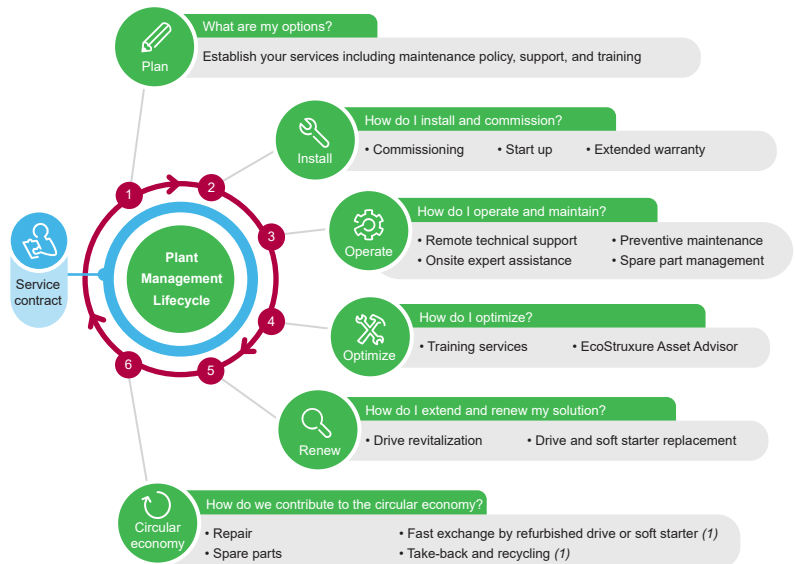 What are my options?
Plan
Establish your services including maintenance policy, support, and training
How do I install and commission?
Install
• Commissioning • Start up • Extended warranty
1
2
3
4
5
6
Plant
Management
Lifecycle
Service
contract
How do I operate and maintain?
Operate
• Remote technical support • Preventive maintenance
• Onsite expert assistance • Spare part management
How do I optimize?
Optimize
• Training services • EcoStruxure Asset Advisor
How do I extend and renew my solution?
Renew
• Drive revitalization • Drive and soft starter replacement
How do we contribute to the circular economy?
Circular
economy
• Repair • Fast exchange by refurbished drive or soft starter (1)
• Spare parts • Take-back and recycling (1)